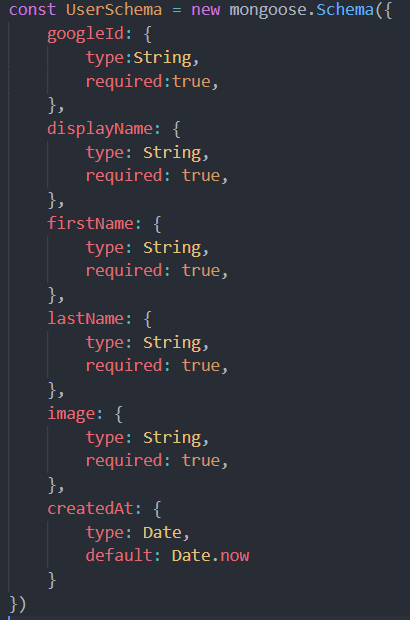 const UserSchema = new mongoose.Schema({
    googleId: {
        type:String,
        required:true,
    },
    displayName: {
        type: String,
        required: true,
    },
    firstName: {
        type: String,
        required: true,
    },
    lastName: {
        type: String,
        required: true,
    },
    image: {
        type: String,
        required: true,
    },
    createdAt: {
        type: Date,
        default: Date.now
    }
})